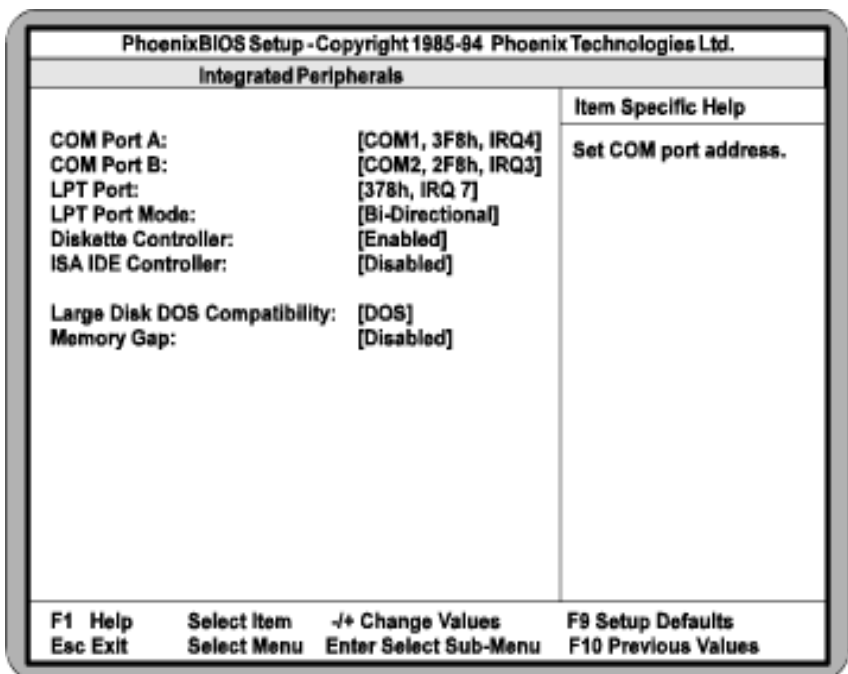 PhoenixBIOS Setup - Copyright 1985-94 Phoenix Technologies Ltd.
Integrated Peripherals
Item Specific Help
COM Port A: [COM1, 3F8h, IRQ4]
Set COM port address.
COM Port B: [COM2, 2F8h, IRQ3]
LPT Port: [378h, IRQ 7]
LPT Port Mode: [Bi-Directional]
Diskette Controller: [Enabled]
ISA IDE Controller: [Disabled]
Large Disk DOS Compatibility: [DOS]
Memory Gap: [Disabled]
F1 Help Select Item -/+ Change Values F9 Setup Defaults
Esc Exit Select Menu Enter Select Sub-Menu F10 Previous Values